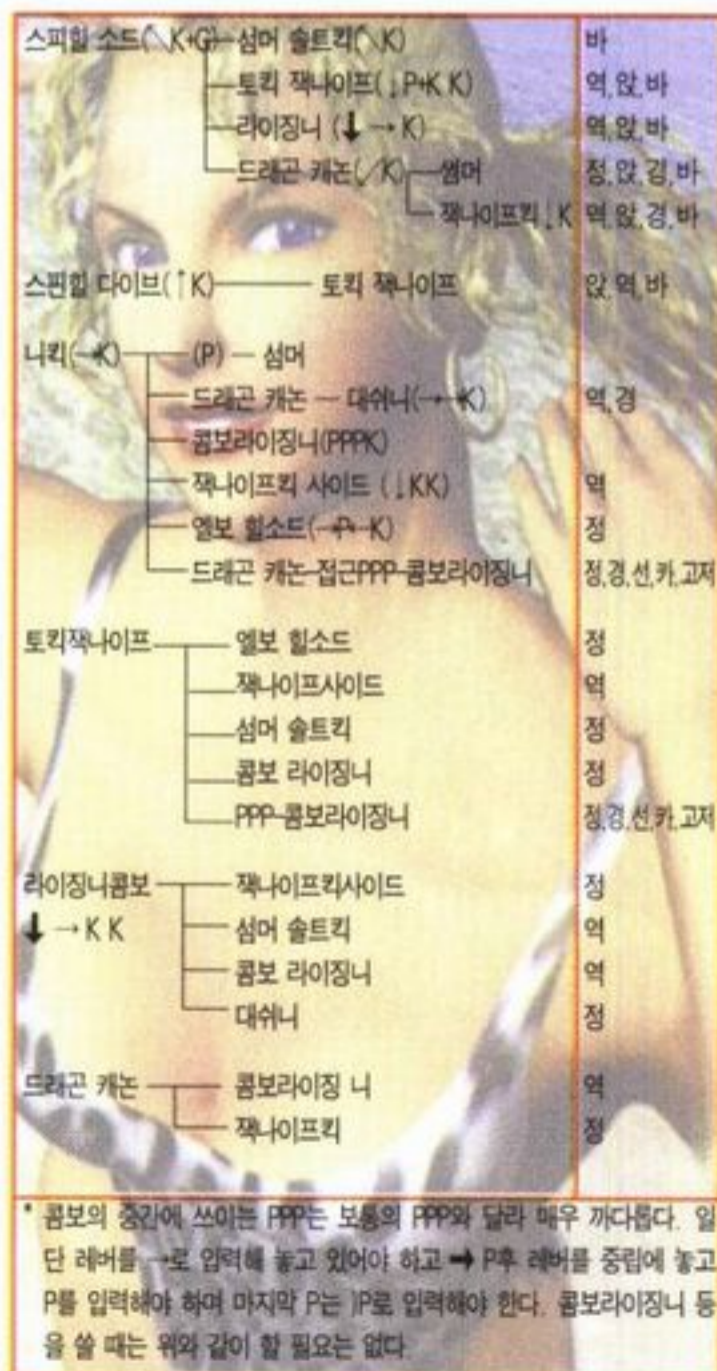 스핀힐 소드(↖K+G) 섬머 솔트킥(↖K) 바
토킥 잭나이프(↓P+K K) 역,앉,바
라이징니 (⬇ → K) 역,앉,바
드래곤 캐논(↙K) 썸머 정,앉,경,바
잭나이프킥↓K 역,앉,경,바
스핀힐 다이브(↑K) 토킥 잭나이프 앉,역,바
니킥(→K) (P) 섬머
드래곤 캐논 대쉬니(→→K) 역,경
콤보라이징니(PPPK)
잭나이프킥 사이드 (↓KK) 역
엘보 힐소드(→P→K) 정
드래곤 캐논-접근PPP-콤보라이징니 정,경,선,카,고저
토킥잭나이프 엘보 힐소드 정
잭나이프사이드 역
섬머 솔트킥 정
콤보 라이징니 정
PPP-콤보라이징니 정,경,선,카,고저
라이징니콤보 잭나이프킥사이드 정
⬇ → K K 섬머 솔트킥 역
콤보 라이징니 역
대쉬니 정
드래곤 캐논 콤보라이징 니 역
잭나이프킥 정
* 콤보의 중간에 쓰이는 PPP는 보통의 PPP와 달라 매우 까다롭다. 일
단 레버를 →로 입력해 놓고 있어야 하고 ➡ P후 레버를 중립에 놓고
P를 입력해야 하며 마지막 P는 )P로 입력해야 한다. 콤보라이징니 등
을 쓸 때는 위와 같이 할 필요는 없다.